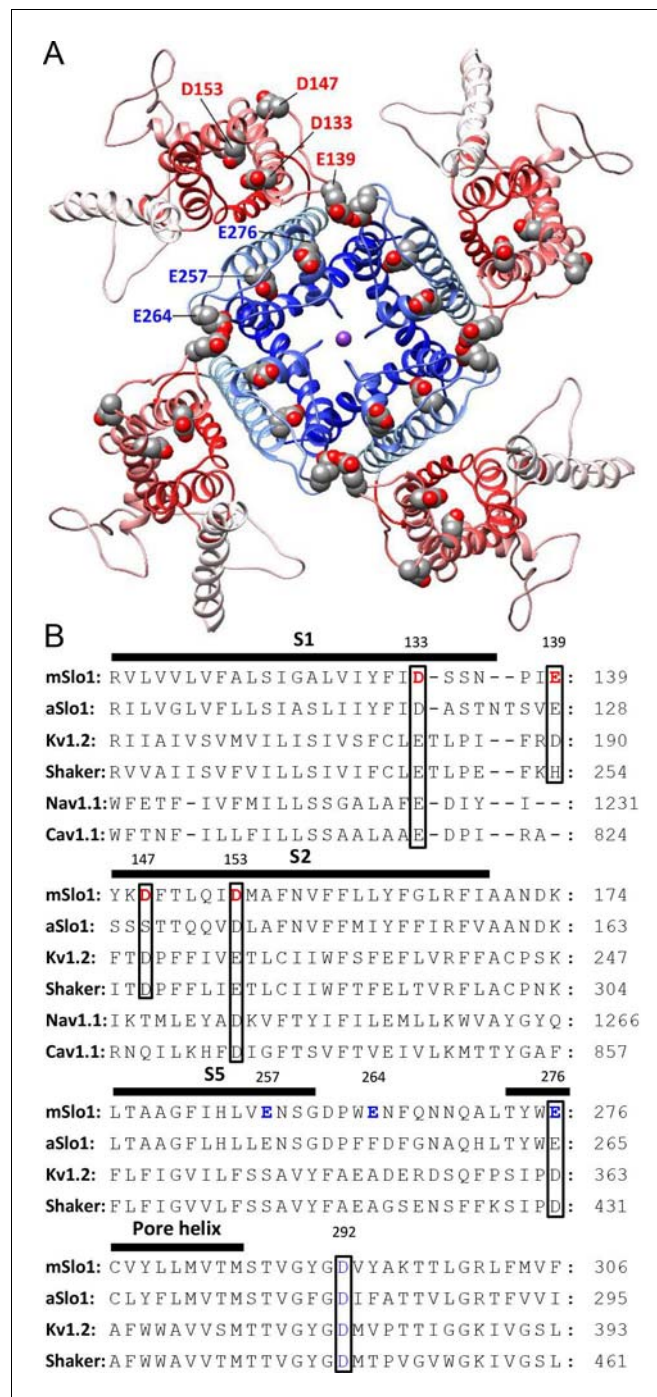 A
D153
D147
D133
E139
E276
E257
E264
B
S1
133 139
mSlo1: RVLVVLVFALSIGALVIYFID-SSN--PIE: 139
aSlo1: RILVGLVFLLSIASLIIYFID-ASTNTSVE: 128
Kv1.2: RIIAIVSVMVILISIVSFCLETLPI--FRD: 190
Shaker: RVVAIISVFVILLSIVIFCLETLPE--FKH: 254
Nav1.1: WFETF-IVFMILLSSGALAFE-DIY--I--: 1231
Cav1.1: WFTNF-ILLFILLSSAALAAE-DPI-RA-: 824
147 153 S2
mSlo1: YKDFTLQIDMAFNVFFLLYFGLRFIAANDK: 174
aSlo1: SSSTTQQVDLAFNVFFMIYFFIRFVAANDK: 163
Kv1.2: FTDPFFIVETLCIIWFSFEFLVRFFACPSK: 247
Shaker: ITDPFFLIETLCIIWFTFELTVRFLACPNK: 304
Nav1.1: IKTMLEYADKVFTYIFILEMLLKWVAYGYQ: 1266
Cav1.1: RNQILKHFDIGFTSVFTVEIVLKMTTYGAF: 857
S5 257 264 276
mSlo1: LTAAGFIHLVENSGDPWENFQNNQALTYWE: 276
aSlo1: LTAAGFLHLLENSGDPFFDFGNAQHLTYWE: 265
Kv1.2: FLFIGVILFSSAVYFAEADERDSQFPSIPD: 363
Shaker: FLFIGVVLFSSAVYFAEAGSENSFFKSIPD: 431
Pore helix 292
mSlo1: CVYLLMVTMSTVGYGDVYAKTTLGRLFMVF: 306
aSlo1: CLYFLMVTMSTVGFGDIFATTVLGRTFVVI: 295
Kv1.2: AFWWAVVSMTTVGYGDMVPTTIGGKIVGSL: 393
Shaker: AFWWAVVTMTTVGYGDMTPVGVWGKIVGSL: 461